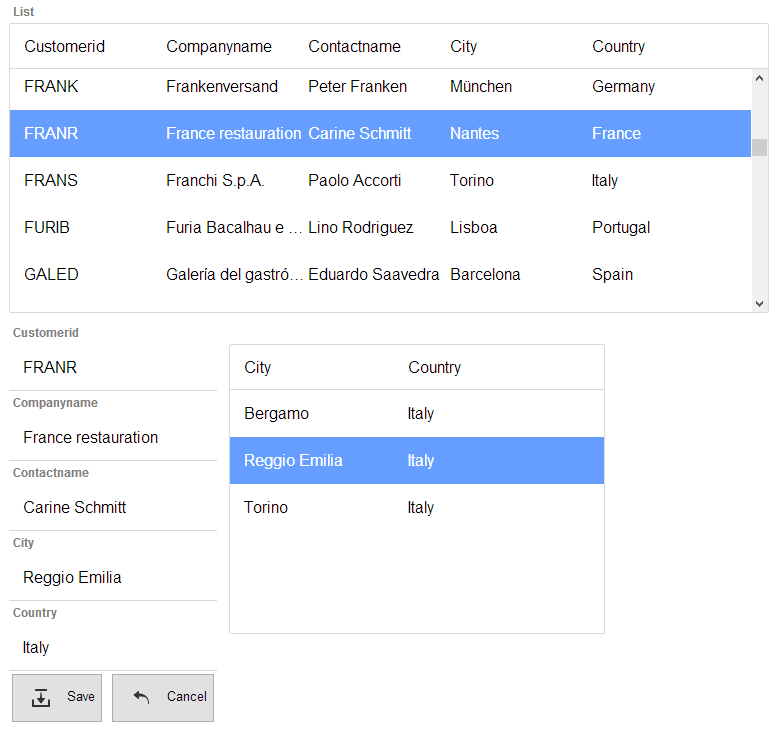 List
Customerid Companyname Contactname City Country
FRANK Frankenversand Peter Franken München Germany
FRANR France restauration Carine Schmitt Nantes France
FRANS Franchi S.p.A. Paolo Accorti Torino Italy
FURIB Furia Bacalhau e ... Lino Rodriguez Lisboa Portugal
GALED Galería del gastró... Eduardo Saavedra Barcelona Spain
Customerid
FRANR
Companyname
France restauration
Contactname
Carine Schmitt
City
Reggio Emilia
Country
Italy
City Country
Bergamo Italy
Reggio Emilia Italy
Torino Italy
Save Cancel